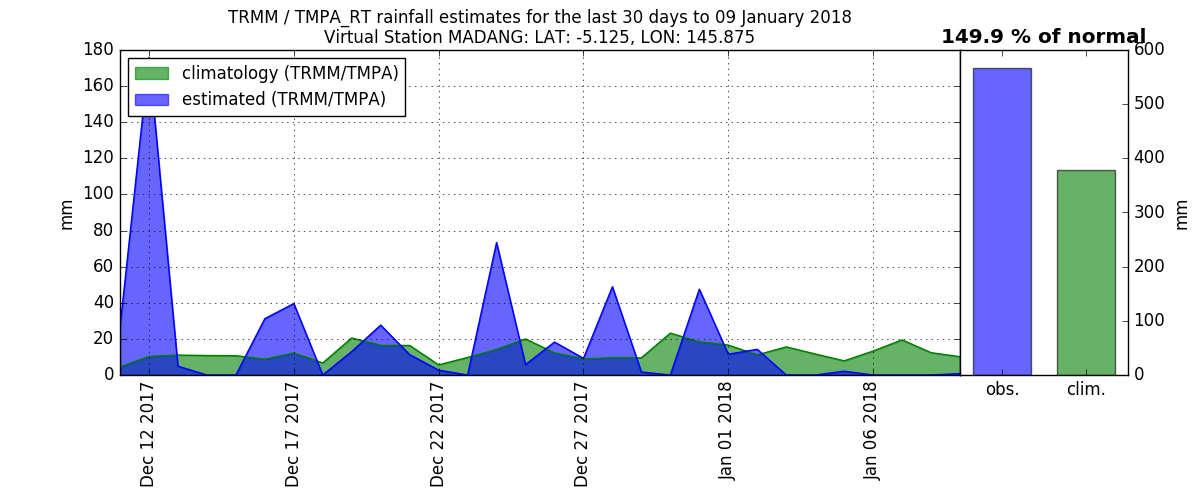 TRMM / TMPA_RT rainfall estimates for the last 30 days to 09 January 2018
Virtual Station MADANG: LAT: -5.125, LON: 145.875
149.9 % of normal
climatology (TRMM/TMPA)
estimated (TRMM/TMPA)
180
160
140
120
100
80
60
40
20
0
mm
Dec 12 2017
Dec 17 2017
Dec 22 2017
Dec 27 2017
Jan 01 2018
Jan 06 2018
600
500
400
300
200
100
0
mm
obs.
clim.